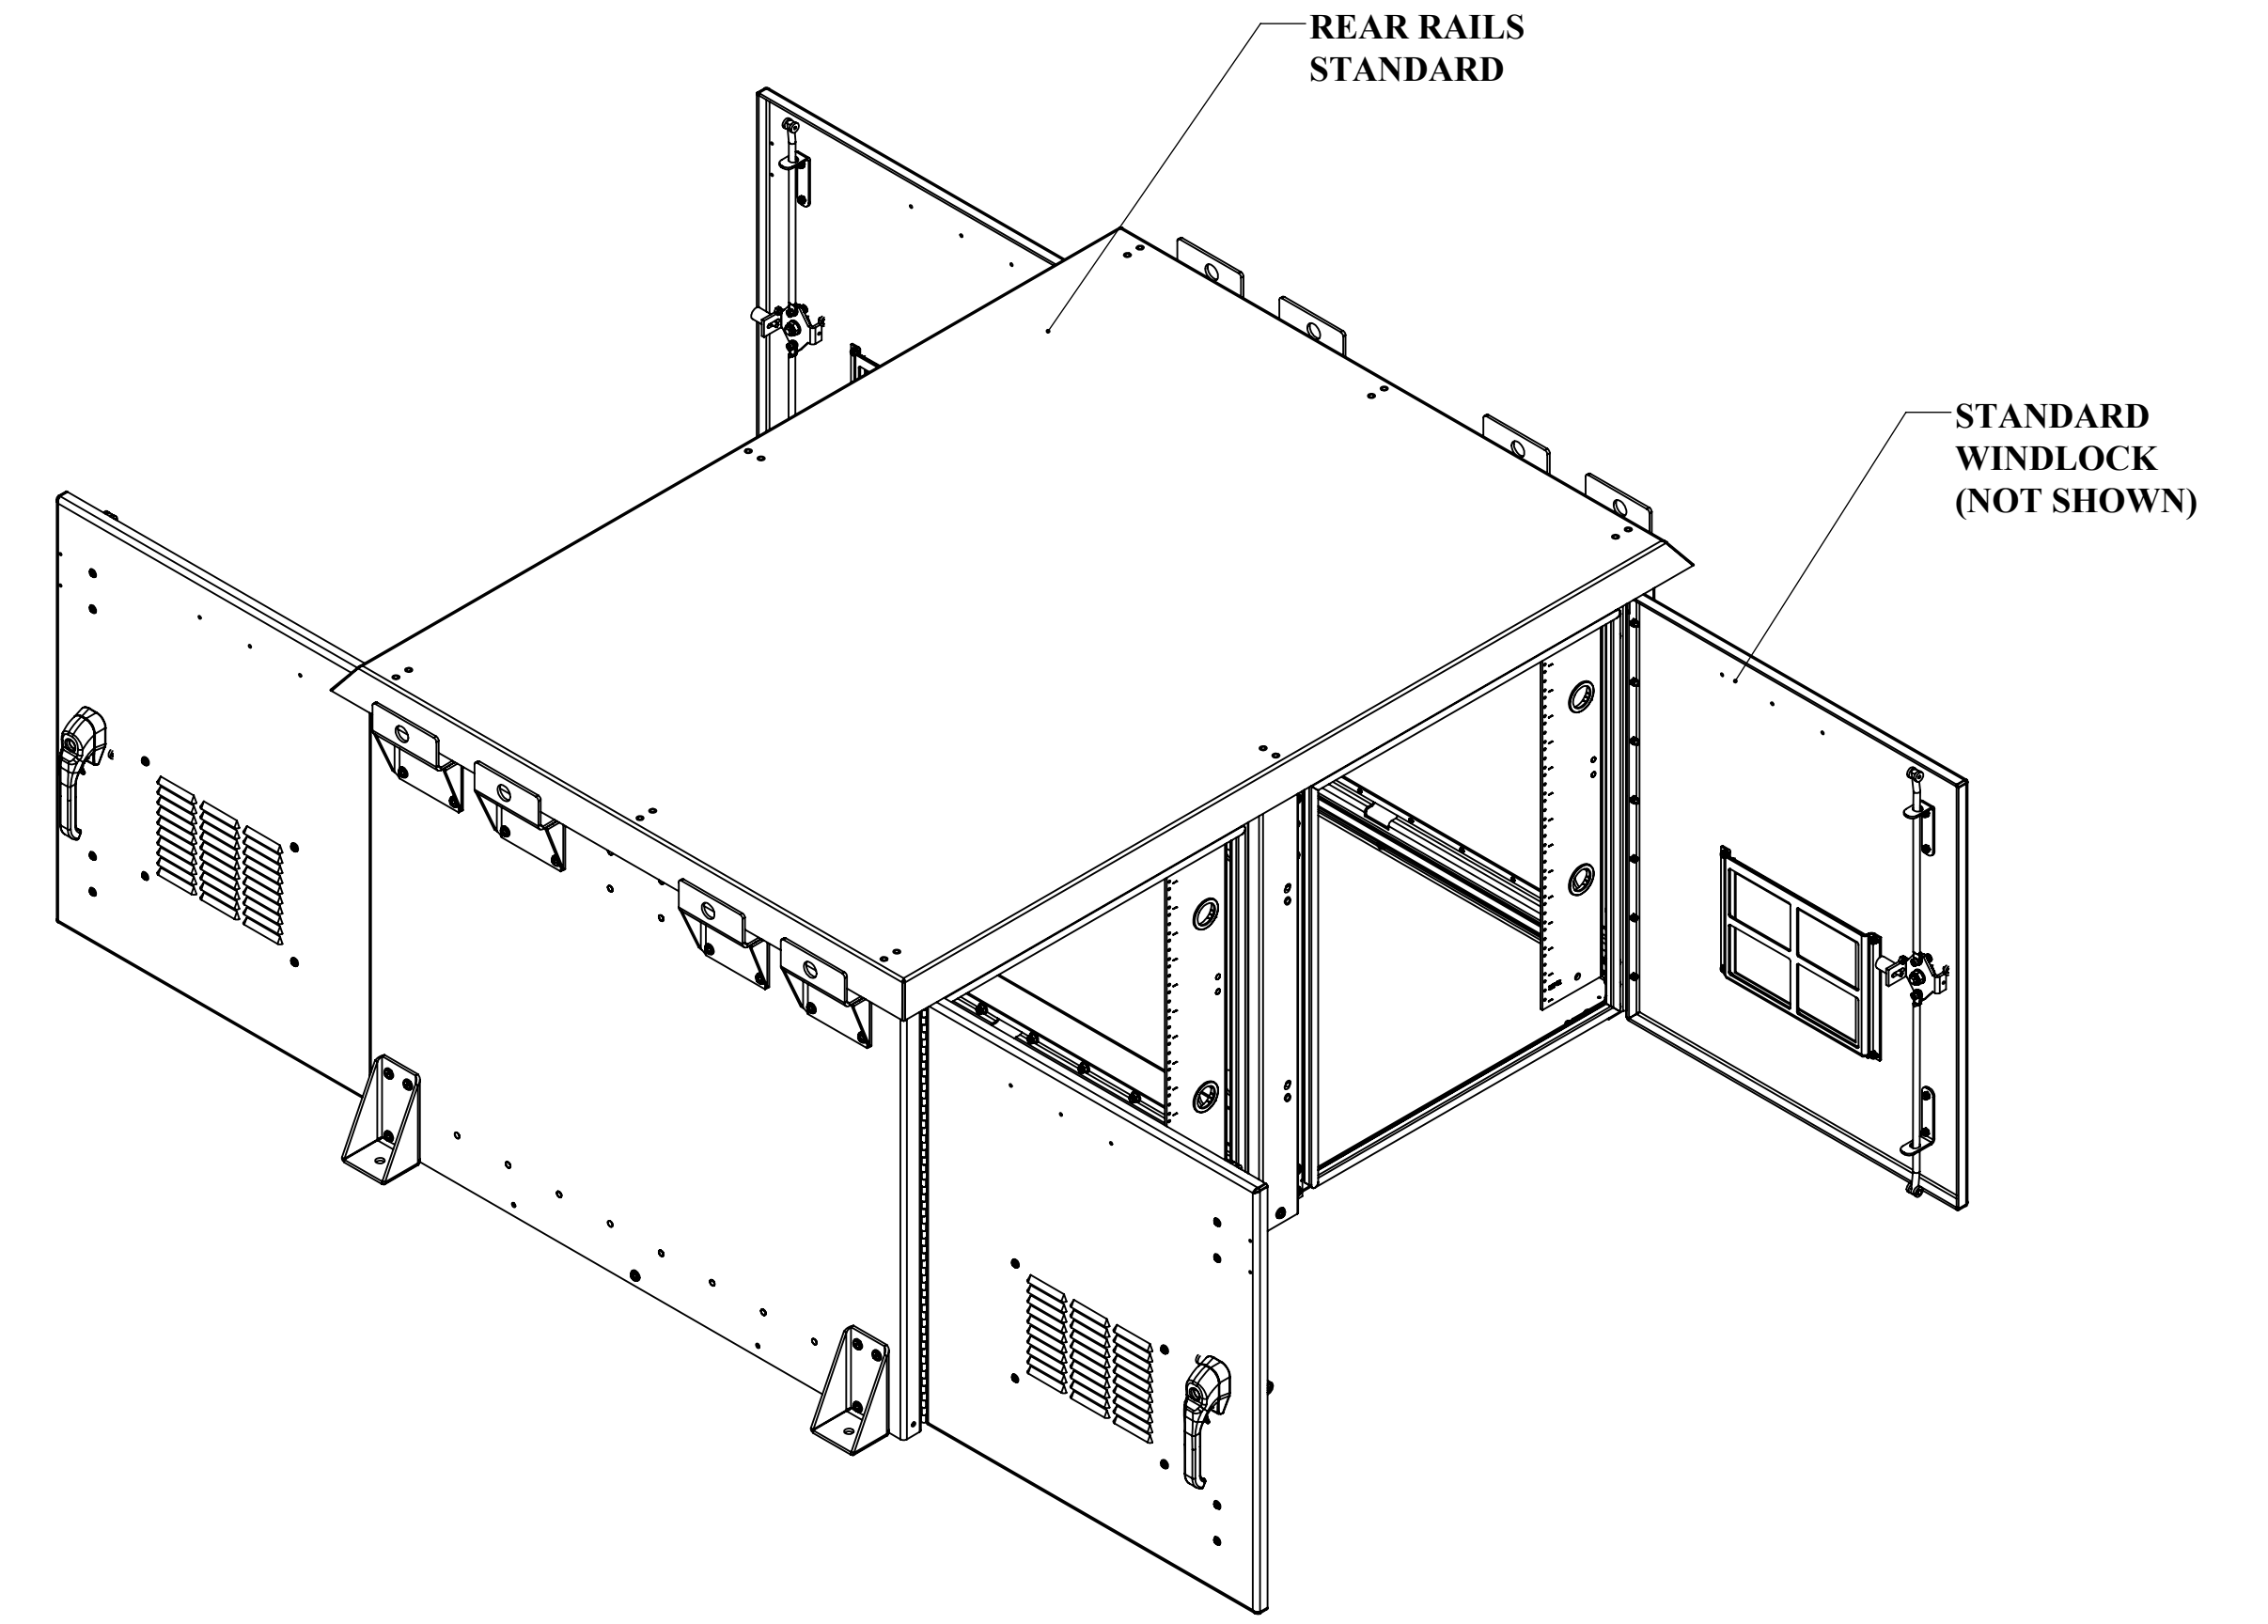 REAR RAILS
STANDARD
STANDARD
WINDLOCK
(NOT SHOWN)